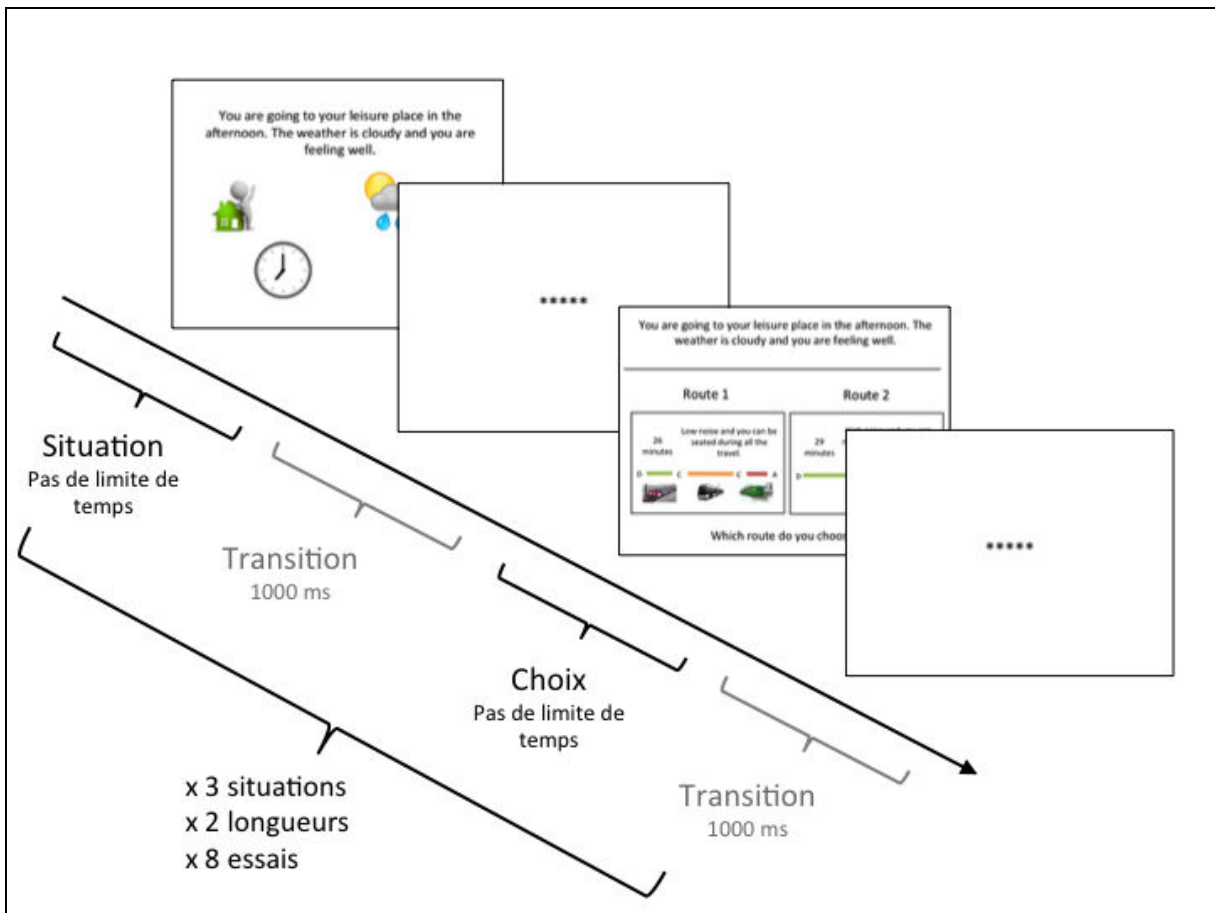 You are going to your leisure place in the
afternoon. The weather is cloudy and you are
feeling well.
*****
You are going to your leisure place in the afternoon. The
weather is cloudy and you are feeling well.
Route 1
Route 2
26
minutes
Low noise and you can be
seated during all the
travel.
D C C A
29
minutes
D
Which route do you choo
*****
Situation
Pas de limite de
temps
Transition
1000 ms
Choix
Pas de limite de
temps
Transition
1000 ms
x 3 situations
x 2 longueurs
x 8 essais